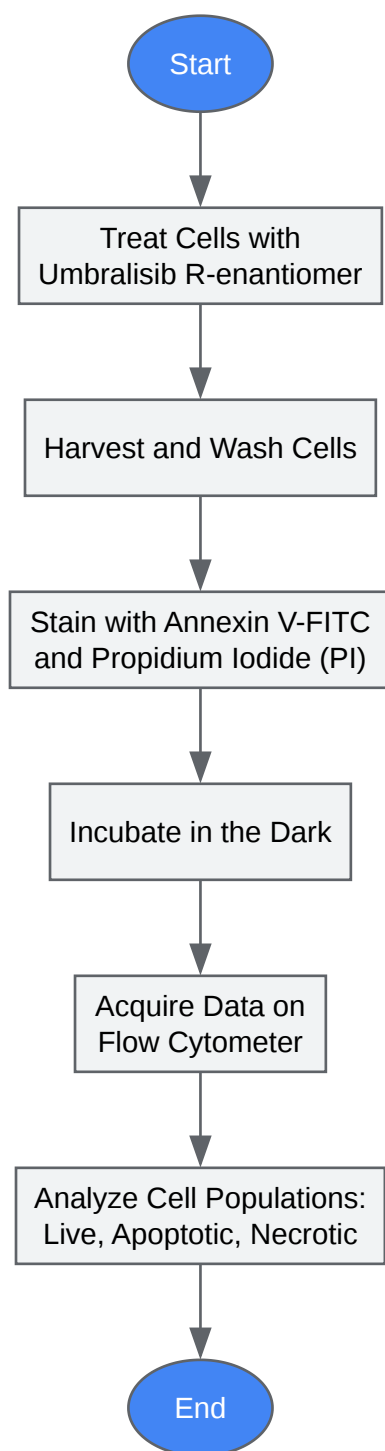 Start
Treat Cells with
Umbralisib R-enantiomer
Harvest and Wash Cells
Stain with Annexin V-FITC
and Propidium Iodide (PI)
Incubate in the Dark
Acquire Data on
Flow Cytometer
Analyze Cell Populations:
Live, Apoptotic, Necrotic
End